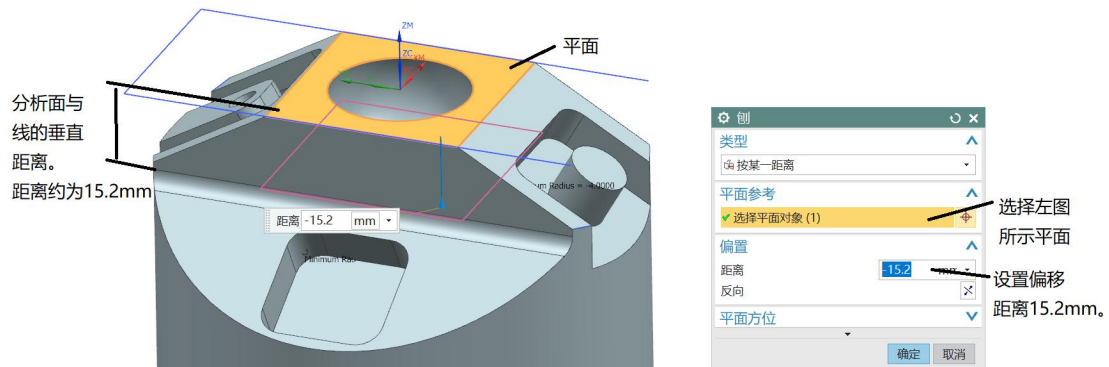 ZM
ZC
XM
平面
分析面与
线的垂直
距离。
距离约为15.2mm
距离 -15.2 mm
刨
类型
按某一距离
平面参考
选择平面对象 (1)
选择左图
所示平面
偏置
距离
-15.2
mm
反向
设置偏移
距离15.2mm。
平面方位
确定 取消
um Radius =
Minimum Rad